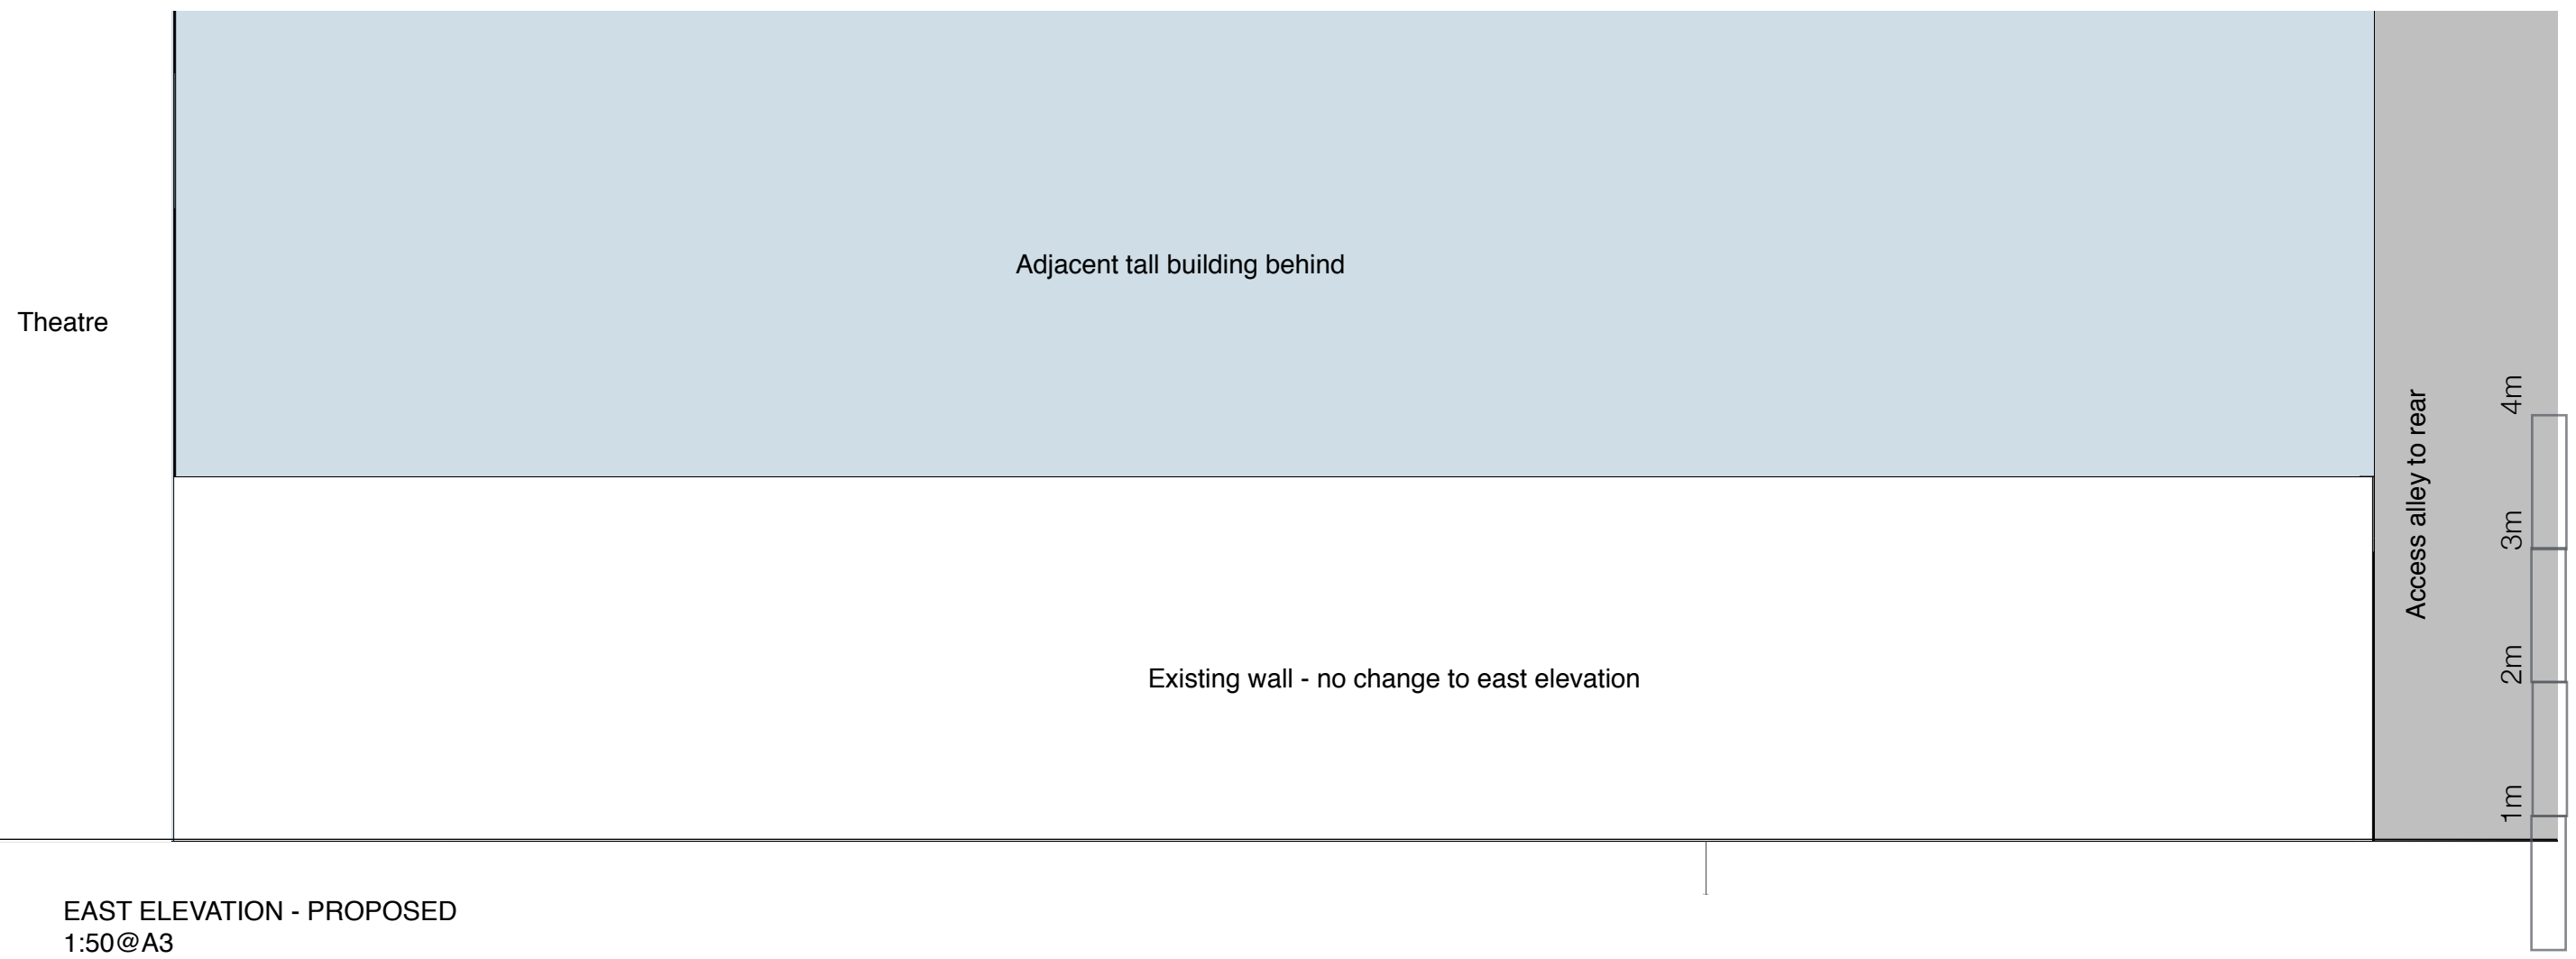 Adjacent tall building behind
Theatre
Access alley to rear
4m
3m
2m
1m
Existing wall - no change to east elevation
EAST ELEVATION - PROPOSED
1:50@A3